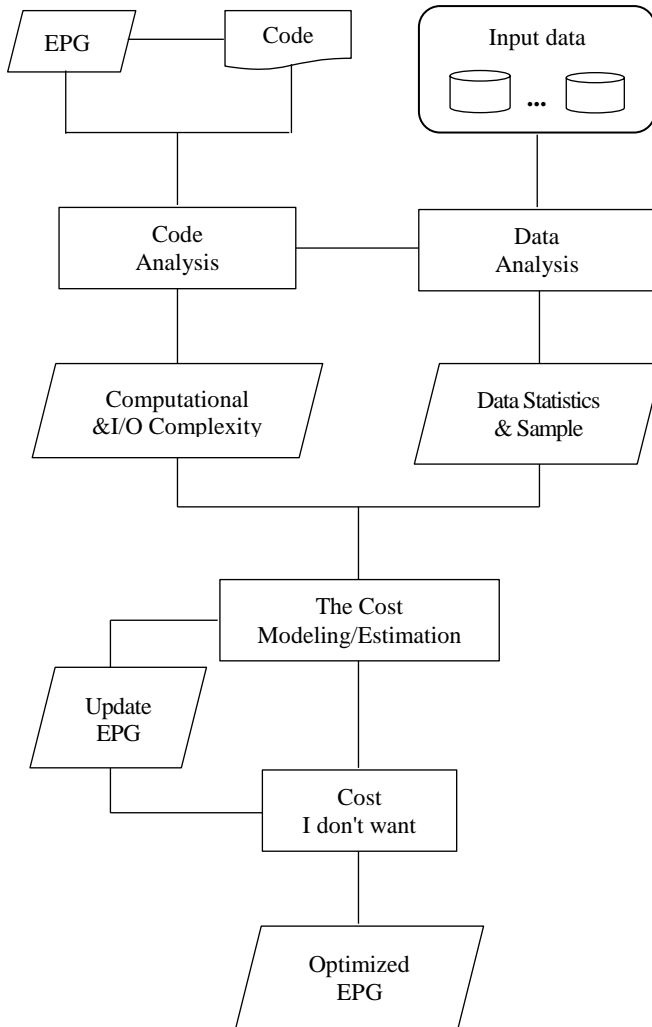 EPG
Code
Input data
...
Code
Analysis
Data
Analysis
Computational
&I/O Complexity
Data Statistics
& Sample
The Cost
Modeling/Estimation
Update
EPG
Cost
I don't want
Optimized
EPG